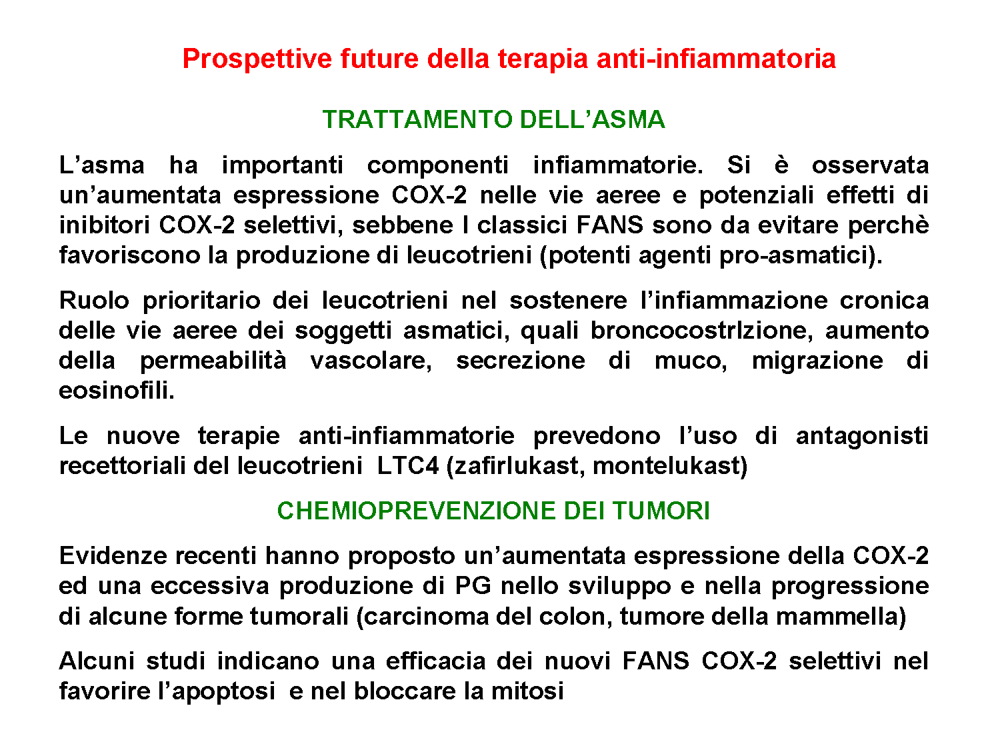 Prospettive future della terapia anti-infiammatoria
TRATTAMENTO DELL’ASMA
L’asma ha importanti componenti infiammatorie. Si è osservata
un’aumentata espressione COX-2 nelle vie aeree e potenziali effetti di
inibitori COX-2 selettivi, sebbene I classici FANS sono da evitare perchè
favoriscono la produzione di leucotrieni (potenti agenti pro-asmatici).
Ruolo prioritario dei leucotrieni nel sostenere l’infiammazione cronica
delle vie aeree dei soggetti asmatici, quali broncocostrIzione, aumento
della permeabilità vascolare, secrezione di muco, migrazione di
eosinofili.
Le nuove terapie anti-infiammatorie prevedono l’uso di antagonisti
recettoriali del leucotrieni LTC4 (zafirlukast, montelukast)
CHEMIOPREVENZIONE DEI TUMORI
Evidenze recenti hanno proposto un’aumentata espressione della COX-2
ed una eccessiva produzione di PG nello sviluppo e nella progressione
di alcune forme tumorali (carcinoma del colon, tumore della mammella)
Alcuni studi indicano una efficacia dei nuovi FANS COX-2 selettivi nel
favorire l’apoptosi e nel bloccare la mitosi